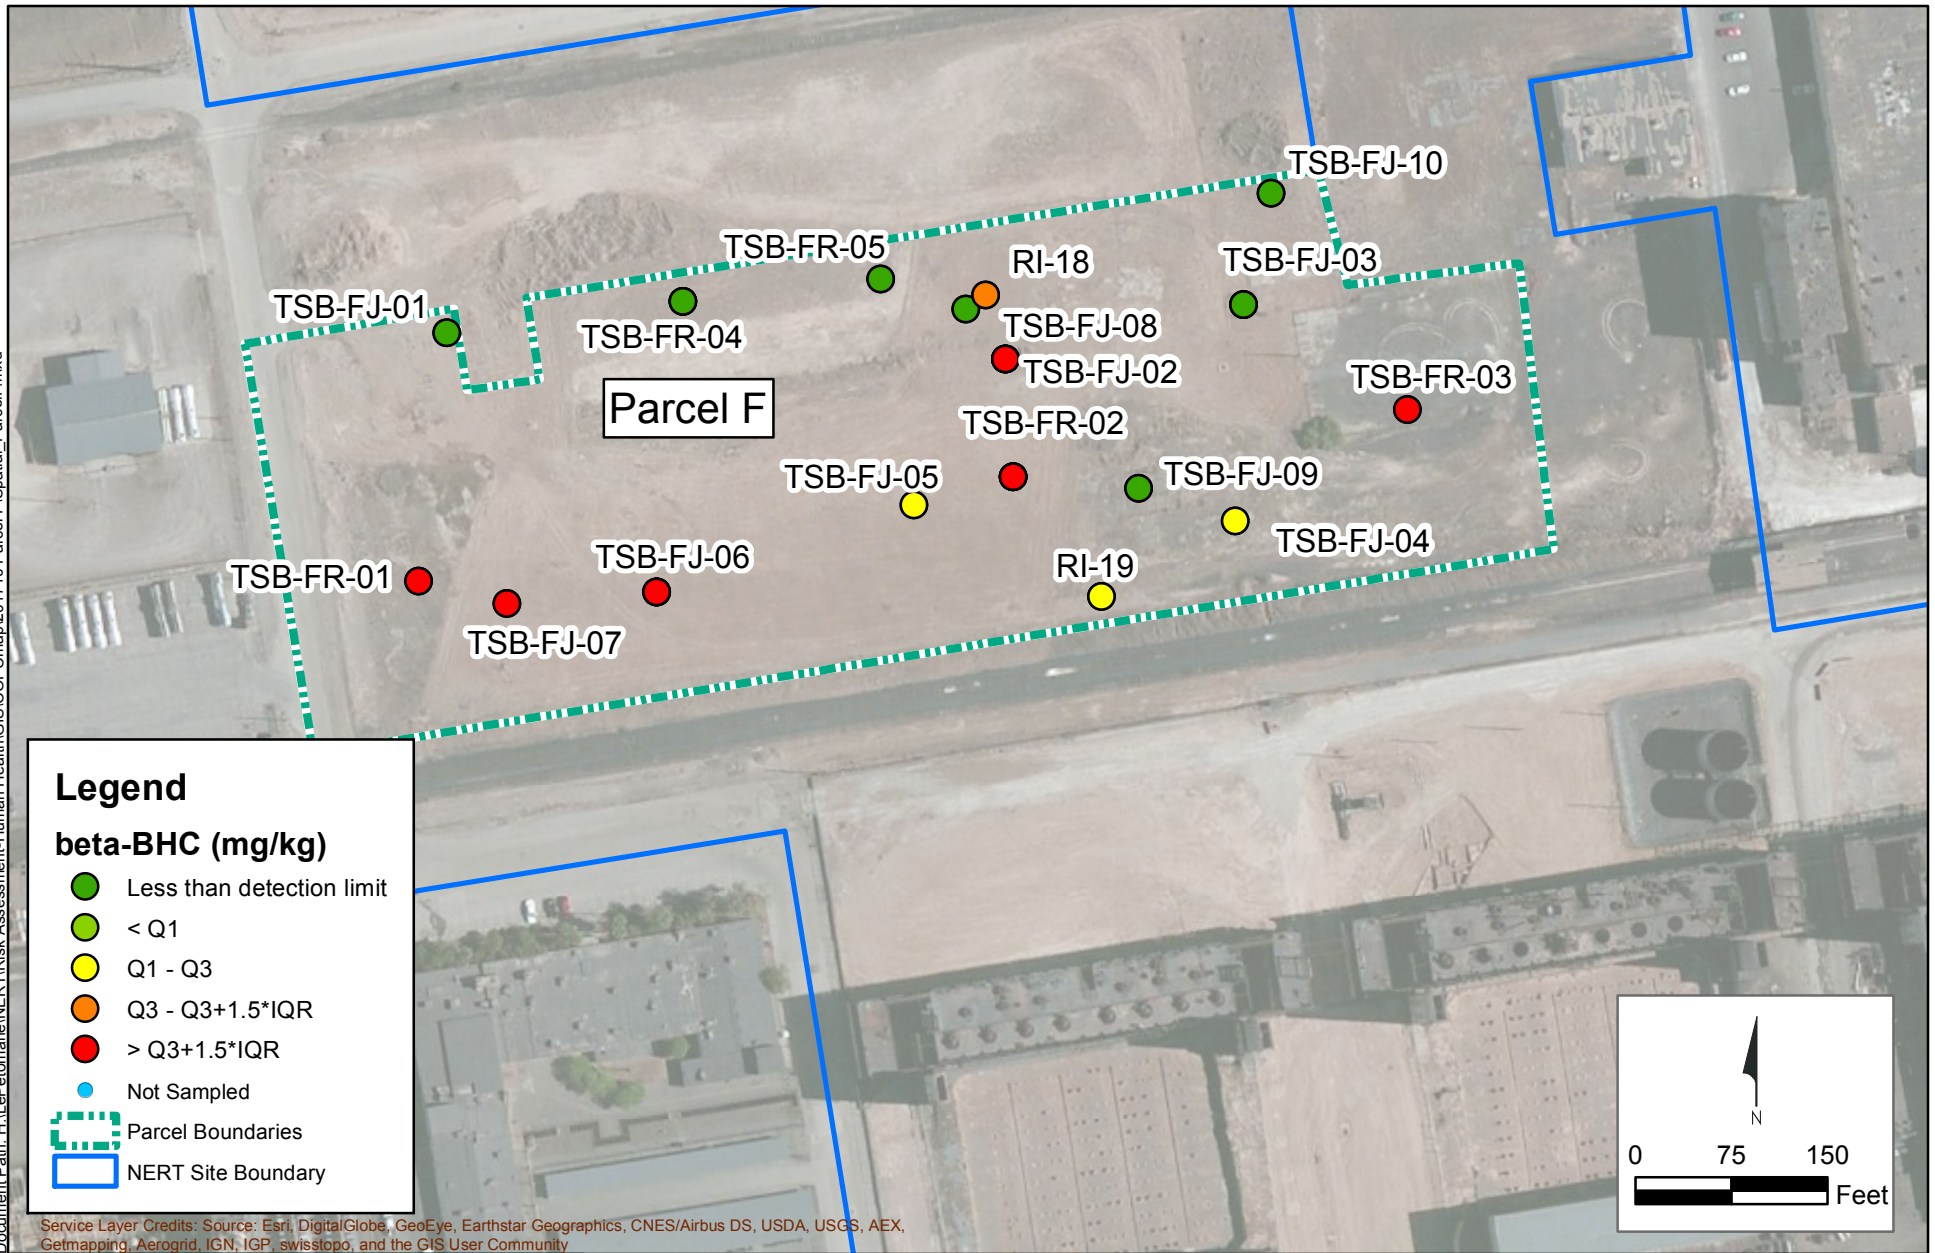 TSB-FJ-10
TSB-FR-05
RI-18
TSB-FJ-03
TSB-FJ-01
TSB-FR-04
TSB-FJ-08
TSB-FJ-02
TSB-FR-03
Parcel F
TSB-FR-02
TSB-FJ-05
TSB-FJ-09
TSB-FJ-04
TSB-FJ-06
RI-19
TSB-FR-01
TSB-FJ-07
Legend
beta-BHC (mg/kg)
Less than detection limit
< Q1
Q1 - Q3
Q3 - Q3+1.5*IQR
> Q3+1.5*IQR
Not Sampled
Parcel Boundaries
NERT Site Boundary
N
0 75 150
Feet
Service Layer Credits: Source: Esri, DigitalGlobe, GeoEye, Earthstar Geographics, CNES/Airbus DS, USDA, USGS, AEX,
Getmapping, Aerogrid, IGN, IGP, swisstopo, and the GIS User Community